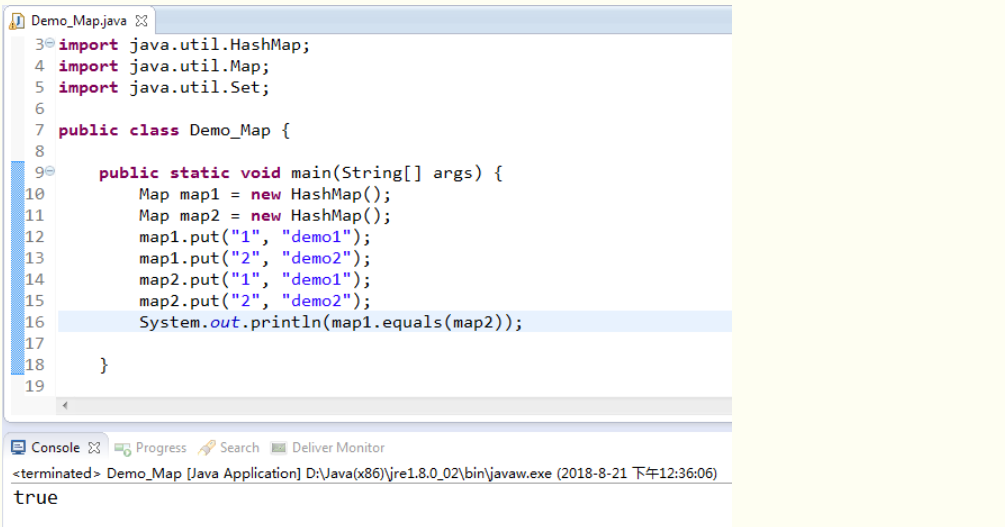 Demo_Map.java
3 import java.util.HashMap;
4 import java.util.Map;
5 import java.util.Set;
6
7 public class Demo_Map {
8
9     public static void main(String[] args) {
10         Map map1 = new HashMap();
11         Map map2 = new HashMap();
12         map1.put("1", "demo1");
13         map1.put("2", "demo2");
14         map2.put("1", "demo1");
15         map2.put("2", "demo2");
16         System.out.println(map1.equals(map2));
17
18     }
19
Console Progress Search Deliver Monitor
<terminated> Demo_Map [Java Application] D:\Java(x86)\jre1.8.0_02\bin\javaw.exe (2018-8-21 下午12:36:06)
true